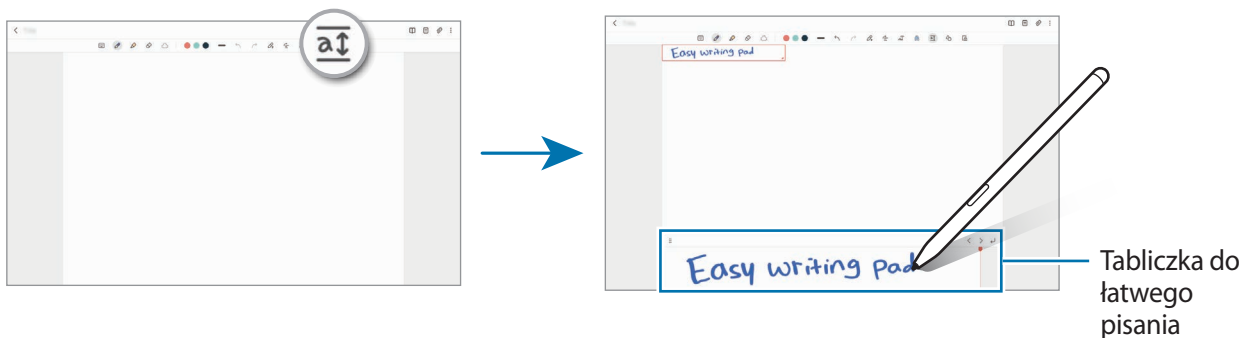 a
Easy writing pad
Easy writing pad
Tabliczka do
łatwego
pisania